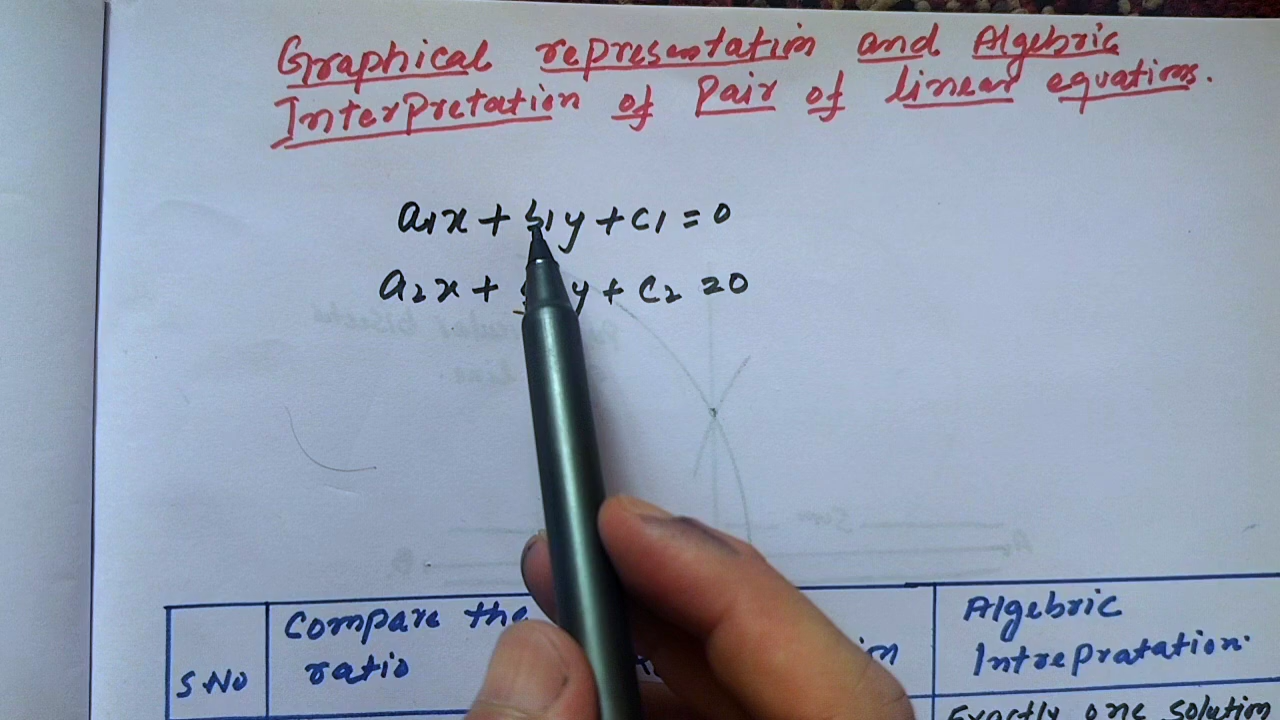 Graphical representation and Algebric
Interpretation of Pair of linear equations.
a1x + b1y + c1 = 0
a2x + y + c2 = 0
S.No
Compare the
ratio
Algebric
Intrepratation.
Exactly one solution